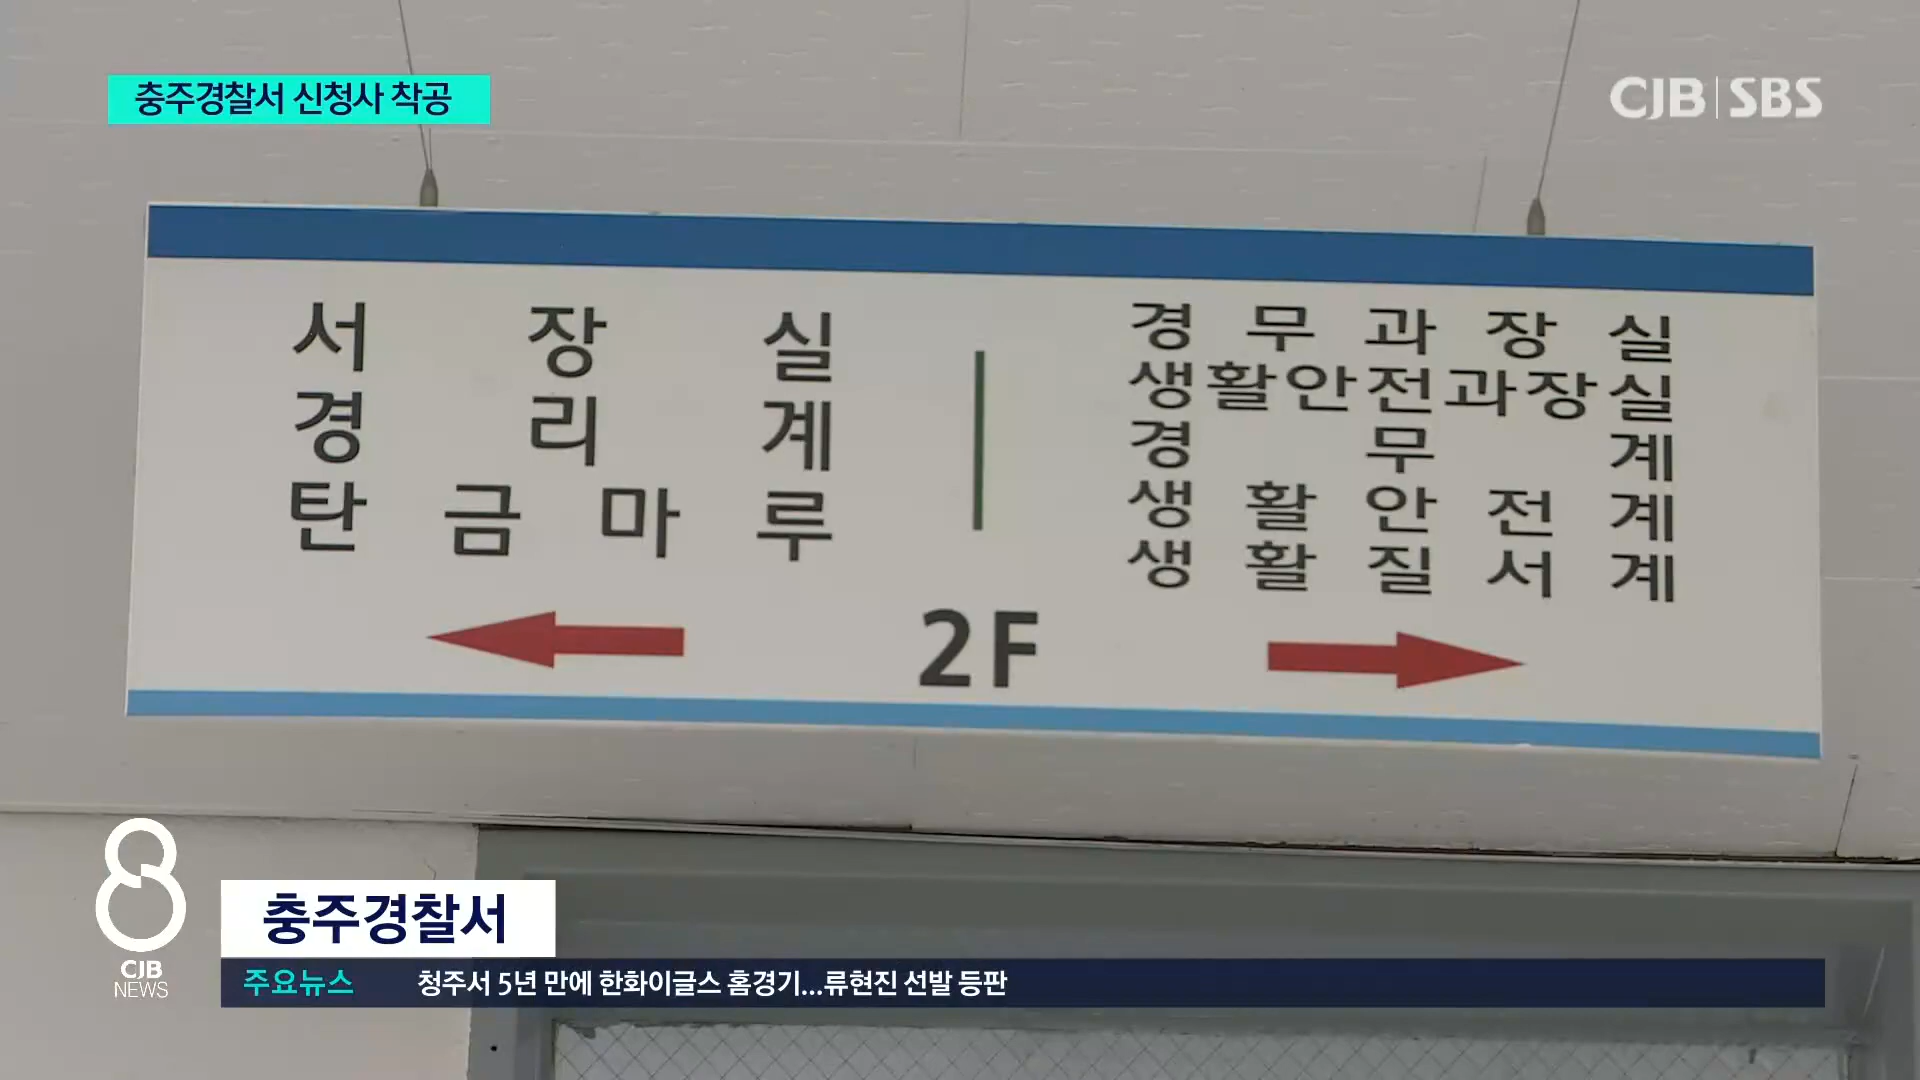 충주경찰서 신청사 착공
CJB SBS
서장실
경리계
탄금마루
경무과장실
생활안전과장실
경무계
생활안전계
생활질서계
2F
8
CJB
NEWS
충주경찰서
주요뉴스 청주서 5년 만에 한화이글스 홈경기...류현진 선발 등판